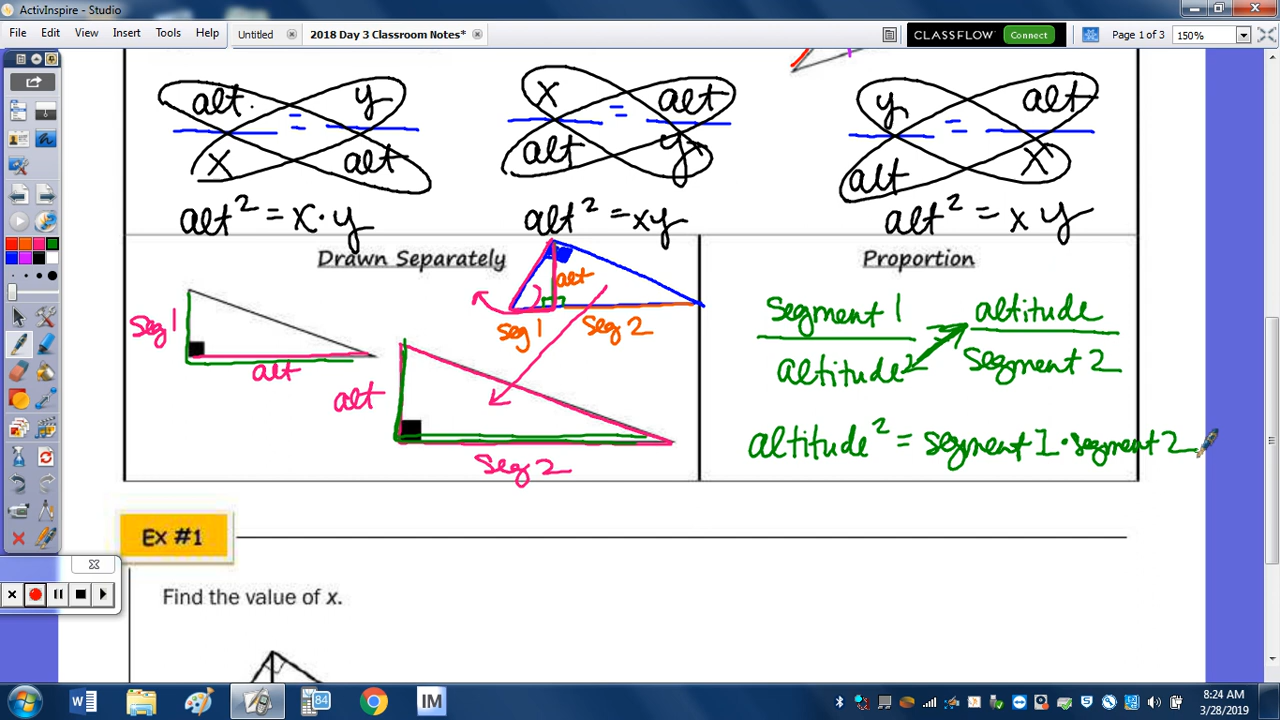 ActivInspire - Studio
File Edit View Insert Tools Help Untitled 2018 Day 3 Classroom Notes* CLASSFLOW Connect Page 1 of 3 150%
alt. = y
x alt
alt² = x · y
x = alt
alt y
alt² = xy
y = alt
alt x
alt² = x y
Drawn Separately
seg 1
alt
alt
seg 1 seg 2
alt
seg 2
Proportion
segment 1 altitude
altitude segment 2
altitude² = segment 1 · segment 2
Ex #1
Find the value of x.
84
IM
8:24 AM
3/28/2019